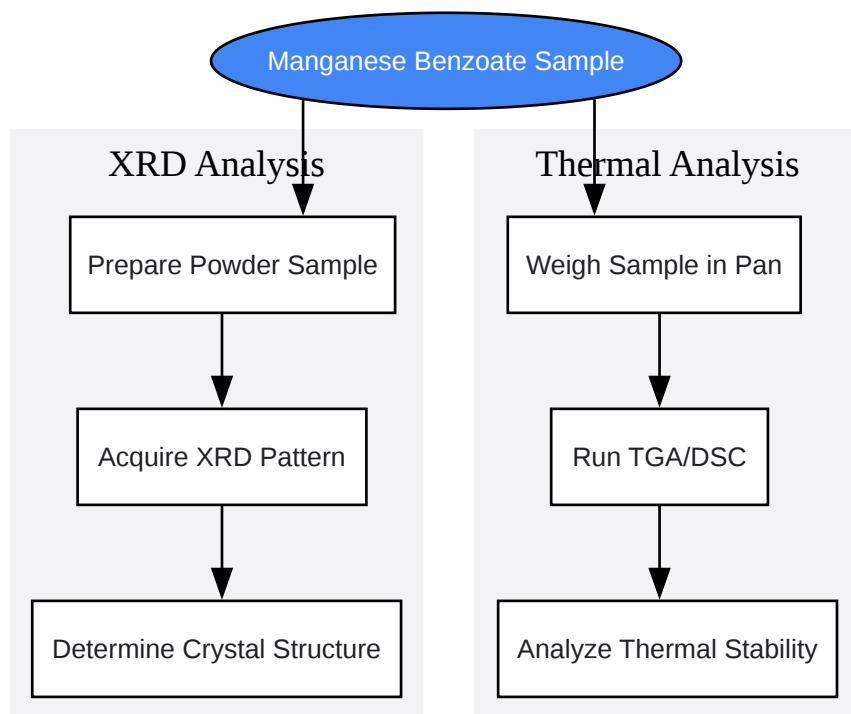 Manganese Benzoate Sample
XRD Analysis
Prepare Powder Sample
Acquire XRD Pattern
Determine Crystal Structure
Thermal Analysis
Weigh Sample in Pan
Run TGA/DSC
Analyze Thermal Stability